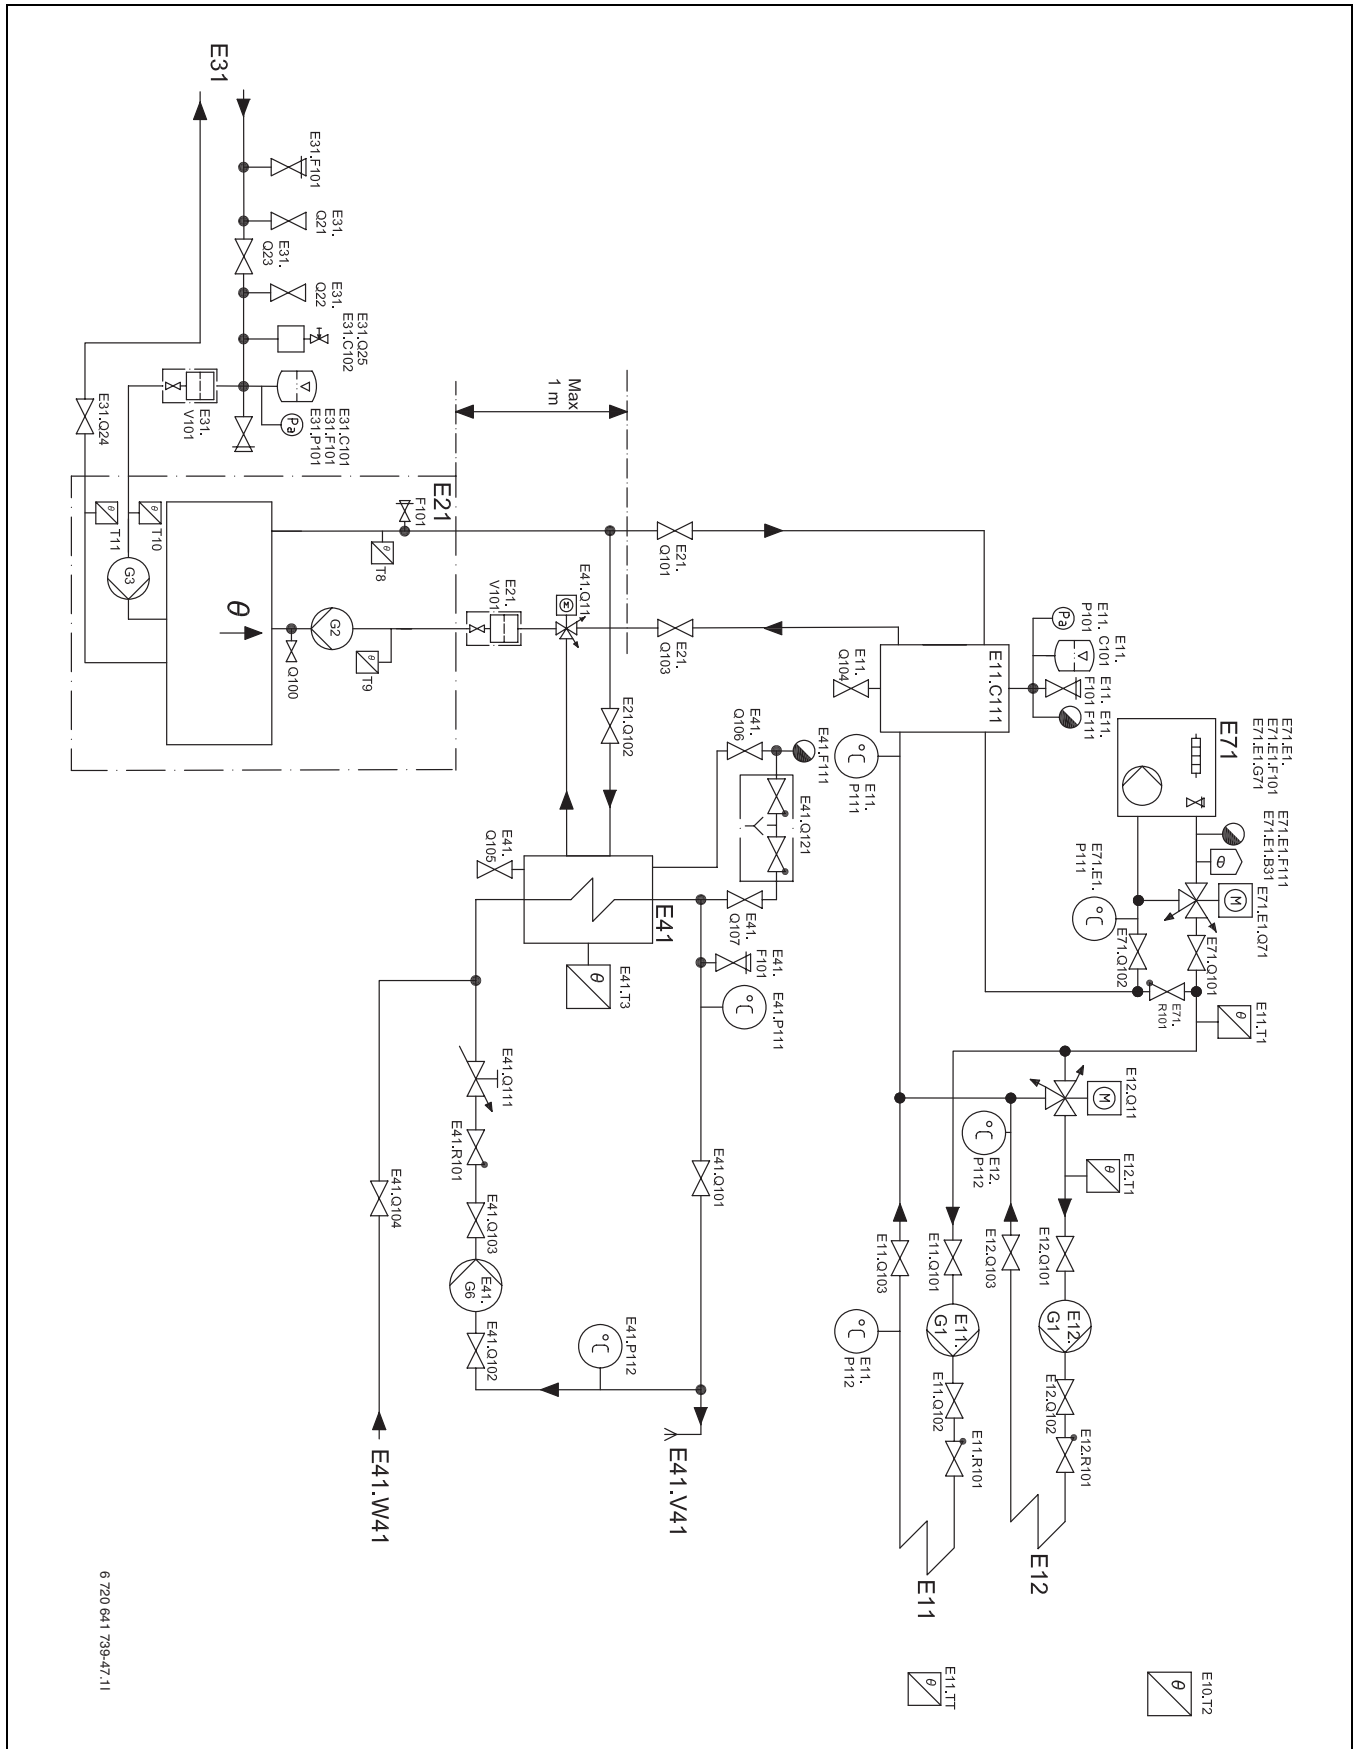 E31
E31.F101
E31.
Q21
E31.
Q23
E31.
Q22
E31.Q25
E31.C102
E31.C101
E31.F101
E31.P101
Pa
E31.
V101
E31.Q24
Max
1 m
E21
F101
θ
T8
θ
T10
θ
T11
G3
θ
G2
θ
T9
Q100
E21.
V101
E41.Q11
M
E21.
Q101
E21.
Q103
E21.Q102
E11.
P101
Pa
E11.
C101
E11.
F101
E11.
F111
E11.C111
E11.
Q104
°C
E11.
P111
E71.E1.
E71.E1.F101
E71.E1.G71
E71
E71.E1.F111
E71.E1.B31
θ
E71.E1.Q71
M
E71.E1.
P111
°C
E71.Q101
E71.Q102
E71.
R101
E11.T1
θ
E41.
Q106
E41.F111
E41.Q121
E41.
Q107
E41.
F101
E41.P111
°C
E41.
Q105
E41
E41.T3
θ
E41.Q111
E41.R101
E41.Q103
E41.
G6
E41.Q102
E41.Q104
E41.Q101
E41.P112
°C
E41.W41
E41.V41
E12.Q11
M
E12.T1
θ
°C
E12.
P112
E12.Q101
E12.Q103
E12.
G1
E12.Q102
E12.R101
E12
E11.Q101
E11.Q103
E11.
G1
°C
E11.
P112
E11.Q102
E11.R101
E11
E11.TT
θ
E10.T2
θ
6 720 641 739-47.1I